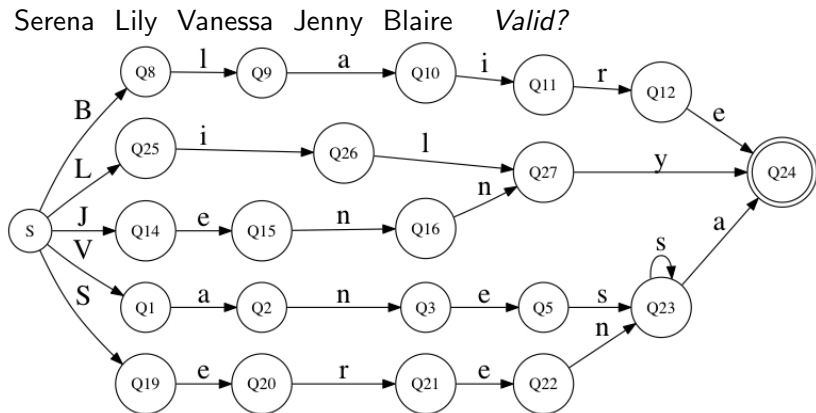 Serena Lily Vanessa Jenny Blaire Valid?
Q8 l Q9 a Q10 i Q11 r Q12
B e
Q25 i Q26 l Q27 y Q24
L
J n a
S Q14 e Q15 n Q16
V s
S Q1 a Q2 n Q3 e Q5 s Q23
n
Q19 e Q20 r Q21 e Q22